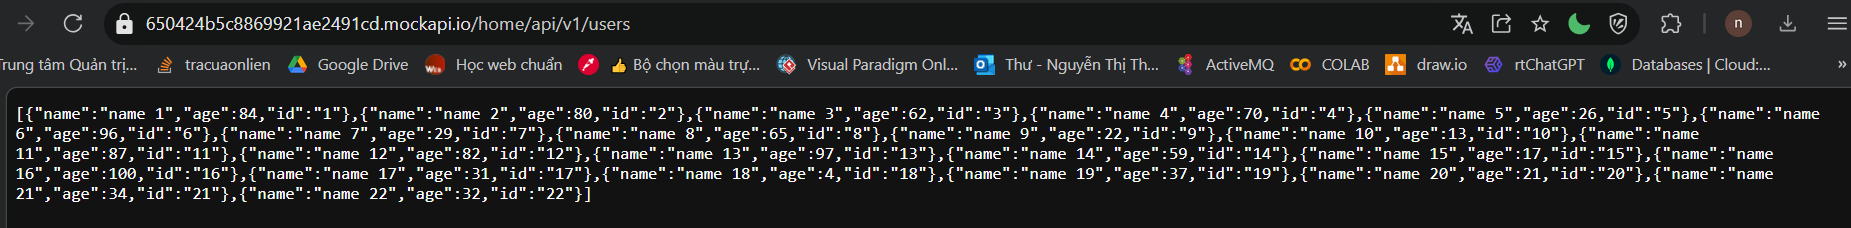 650424b5c8869921ae2491cd.mockapi.io/home/api/v1/users
n
Trung tâm Quản trị... tracuaonlien Google Drive Học web chuẩn 👍 Bộ chọn màu trự... Visual Paradigm Onl... Thư - Nguyễn Thị Th... ActiveMQ COLAB draw.io rtChatGPT Databases | Cloud:... »
[{"name":"name 1","age":84,"id":"1"},{"name":"name 2","age":80,"id":"2"},{"name":"name 3","age":62,"id":"3"},{"name":"name 4","age":70,"id":"4"},{"name":"name 5","age":26,"id":"5"},{"name":"name
6","age":96,"id":"6"},{"name":"name 7","age":29,"id":"7"},{"name":"name 8","age":65,"id":"8"},{"name":"name 9","age":22,"id":"9"},{"name":"name 10","age":13,"id":"10"},{"name":"name
11","age":87,"id":"11"},{"name":"name 12","age":82,"id":"12"},{"name":"name 13","age":97,"id":"13"},{"name":"name 14","age":59,"id":"14"},{"name":"name 15","age":17,"id":"15"},{"name":"name
16","age":100,"id":"16"},{"name":"name 17","age":31,"id":"17"},{"name":"name 18","age":4,"id":"18"},{"name":"name 19","age":37,"id":"19"},{"name":"name 20","age":21,"id":"20"},{"name":"name
21","age":34,"id":"21"},{"name":"name 22","age":32,"id":"22"}]